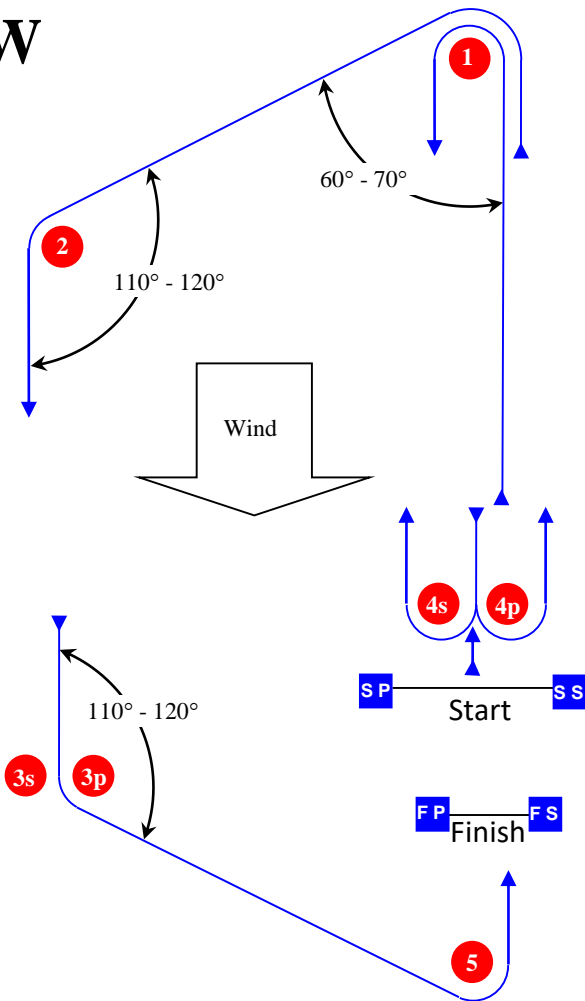 W
1
60° - 70°
2
110° - 120°
Wind
4s
4p
S P
S S
Start
110° - 120°
3s
3p
F P
F S
Finish
5